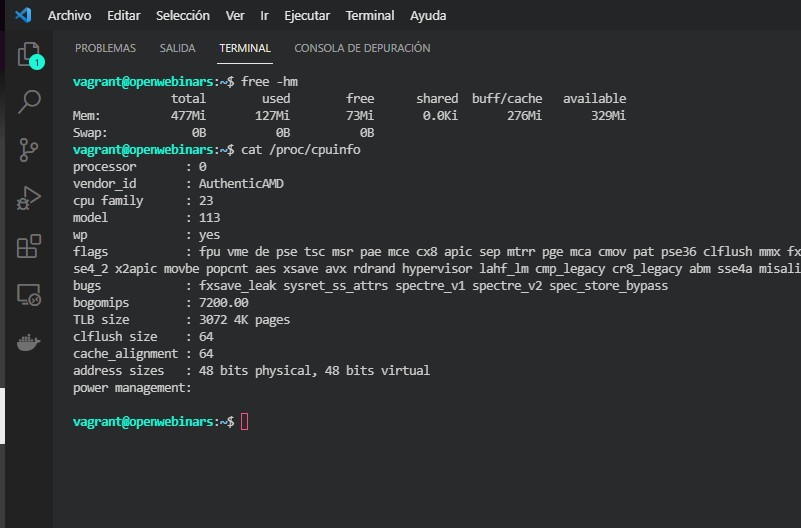 Archivo Editar Selección Ver Ir Ejecutar Terminal Ayuda
PROBLEMAS SALIDA TERMINAL CONSOLA DE DEPURACIÓN
1
vagrant@openwebinars:~$ free -hm
total used free shared buff/cache available
Mem: 477Mi 127Mi 73Mi 0.0Ki 276Mi 329Mi
Swap: 0B 0B 0B
vagrant@openwebinars:~$ cat /proc/cpuinfo
processor : 0
vendor_id : AuthenticAMD
cpu family : 23
model : 113
wp : yes
flags : fpu vme de pse tsc msr pae mce cx8 apic sep mtrr pge mca cmov pat pse36 clflush mmx fx
se4_2 x2apic movbe popcnt aes xsave avx rdrand hypervisor lahf_lm cmp_legacy cr8_legacy abm sse4a misali
bugs : fxsave_leak sysret_ss_attrs spectre_v1 spectre_v2 spec_store_bypass
bogomips : 7200.00
TLB size : 3072 4K pages
clflush size : 64
cache_alignment : 64
address sizes : 48 bits physical, 48 bits virtual
power management:
vagrant@openwebinars:~$